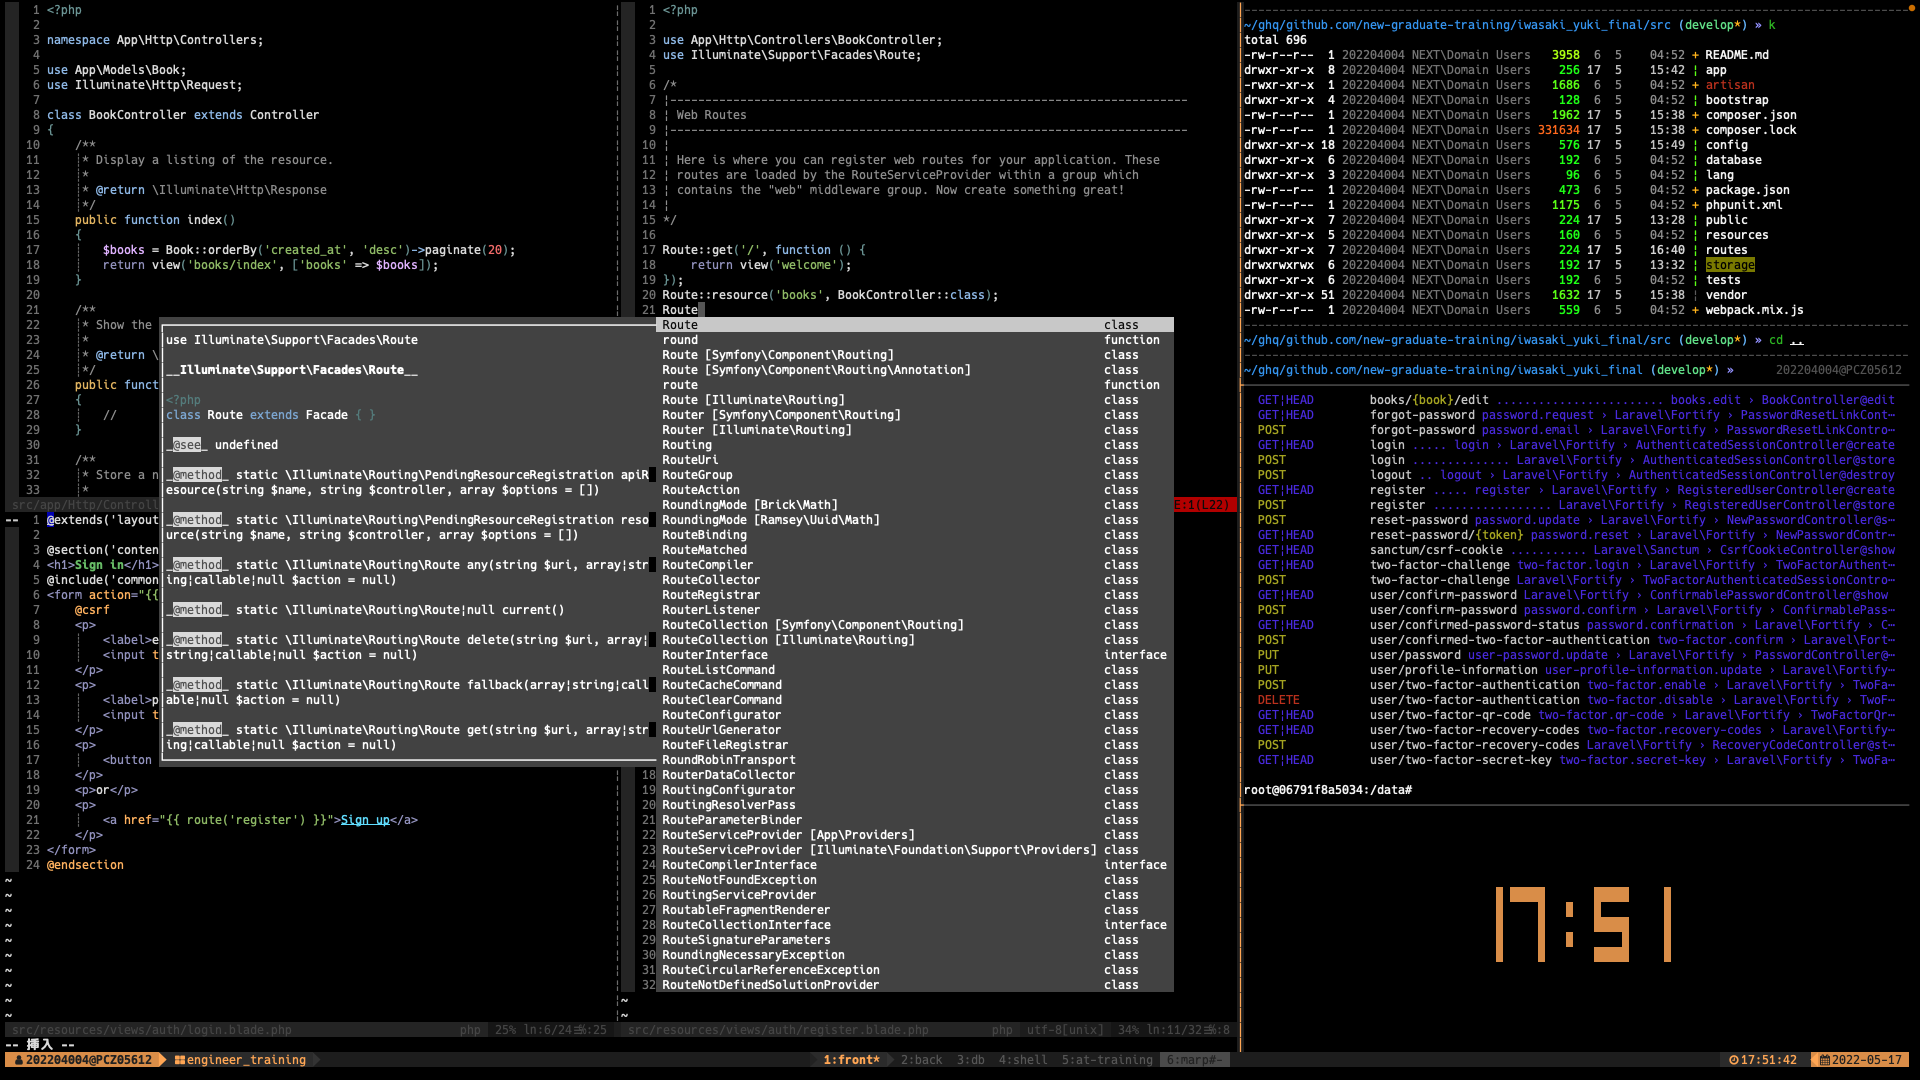 1 <?php
2
3 namespace App\Http\Controllers;
4
5 use App\Models\Book;
6 use Illuminate\Http\Request;
7
8 class BookController extends Controller
9 {
10 /**
11 * Display a listing of the resource.
12 *
13 * @return \Illuminate\Http\Response
14 */
15 public function index()
16 {
17 $books = Book::orderBy('created_at', 'desc')->paginate(20);
18 return view('books/index', ['books' => $books]);
19 }
20
21 /**
22 * Show the
23 *
24 * @return \
25 */
26 public funct
27 {
28 //
29 }
30
31 /**
32 * Store a n
33 *
src/app/Http/Controll
1 @extends('layout
2
3 @section('conten
4 <h1>Sign in</h1>
5 @include('common
6 <form action="{{
7 @csrf
8 <p>
9 <label>e
10 <input t
11 </p>
12 <p>
13 <label>p
14 <input t
15 </p>
16 <p>
17 <button
18 </p>
19 <p>or</p>
20 <p>
21 <a href="{{ route('register') }}">Sign up</a>
22 </p>
23 </form>
24 @endsection
src/resources/views/auth/login.blade.php php 25% ln:6/24 ℅:25
1 <?php
2
3 use App\Http\Controllers\BookController;
4 use Illuminate\Support\Facades\Route;
5
6 /*
7 |--------------------------------------------------------------------------
8 | Web Routes
9 |--------------------------------------------------------------------------
10 |
11 | Here is where you can register web routes for your application. These
12 | routes are loaded by the RouteServiceProvider within a group which
13 | contains the "web" middleware group. Now create something great!
14 |
15 */
16
17 Route::get('/', function () {
18 return view('welcome');
19 });
20 Route::resource('books', BookController::class);
21 Route
use Illuminate\Support\Facades\Route
__Illuminate\Support\Facades\Route__
<?php
class Route extends Facade { }
_@see_ undefined
_@method_ static \Illuminate\Routing\PendingResourceRegistration apiR
esource(string $name, string $controller, array $options = [])
_@method_ static \Illuminate\Routing\PendingResourceRegistration reso
urce(string $name, string $controller, array $options = [])
_@method_ static \Illuminate\Routing\Route any(string $uri, array|str
ing|callable|null $action = null)
_@method_ static \Illuminate\Routing\Route|null current()
_@method_ static \Illuminate\Routing\Route delete(string $uri, array|
string|callable|null $action = null)
_@method_ static \Illuminate\Routing\Route fallback(array|string|call
able|null $action = null)
_@method_ static \Illuminate\Routing\Route get(string $uri, array|str
ing|callable|null $action = null)
Route class
round function
Route [Symfony\Component\Routing] class
Route [Symfony\Component\Routing\Annotation] class
route function
Route [Illuminate\Routing] class
Router [Symfony\Component\Routing] class
Router [Illuminate\Routing] class
Routing class
RouteUri class
RouteGroup class
RouteAction class
RoundingMode [Brick\Math] class
RoundingMode [Ramsey\Uuid\Math] class
RouteBinding class
RouteMatched class
RouteCompiler class
RouteCollector class
RouteRegistrar class
RouterListener class
RouteCollection [Symfony\Component\Routing] class
RouteCollection [Illuminate\Routing] class
RouterInterface interface
RouteListCommand class
RouteCacheCommand class
RouteClearCommand class
RouteConfigurator class
RouteUrlGenerator class
RouteFileRegistrar class
RoundRobinTransport class
18 RouterDataCollector class
19 RoutingConfigurator class
20 RoutingResolverPass class
21 RouteParameterBinder class
22 RouteServiceProvider [App\Providers] class
23 RouteServiceProvider [Illuminate\Foundation\Support\Providers] class
24 RouteCompilerInterface interface
25 RouteNotFoundException class
26 RoutingServiceProvider class
27 RoutableFragmentRenderer class
28 RouteCollectionInterface interface
29 RouteSignatureParameters class
30 RoundingNecessaryException class
31 RouteCircularReferenceException class
32 RouteNotDefinedSolutionProvider class
E:1(L22)
src/resources/views/auth/register.blade.php php utf-8[unix] 34% ln:11/32 ℅:8
~/ghq/github.com/new-graduate-training/iwasaki_yuki_final/src (develop*) » k
total 696
-rw-r--r-- 1 202204004 NEXT\Domain Users 3958 6 5 04:52 + README.md
drwxr-xr-x 8 202204004 NEXT\Domain Users 256 17 5 15:42 | app
-rwxr-xr-x 1 202204004 NEXT\Domain Users 1686 6 5 04:52 + artisan
drwxr-xr-x 4 202204004 NEXT\Domain Users 128 6 5 04:52 | bootstrap
-rw-r--r-- 1 202204004 NEXT\Domain Users 1962 17 5 15:38 + composer.json
-rw-r--r-- 1 202204004 NEXT\Domain Users 331634 17 5 15:38 + composer.lock
drwxr-xr-x 18 202204004 NEXT\Domain Users 576 17 5 15:49 | config
drwxr-xr-x 6 202204004 NEXT\Domain Users 192 6 5 04:52 | database
drwxr-xr-x 3 202204004 NEXT\Domain Users 96 6 5 04:52 | lang
-rw-r--r-- 1 202204004 NEXT\Domain Users 473 6 5 04:52 + package.json
-rw-r--r-- 1 202204004 NEXT\Domain Users 1175 6 5 04:52 + phpunit.xml
drwxr-xr-x 7 202204004 NEXT\Domain Users 224 17 5 13:28 | public
drwxr-xr-x 5 202204004 NEXT\Domain Users 160 6 5 04:52 | resources
drwxr-xr-x 7 202204004 NEXT\Domain Users 224 17 5 16:40 | routes
drwxrwxrwx 6 202204004 NEXT\Domain Users 192 17 5 13:32 | storage
drwxr-xr-x 6 202204004 NEXT\Domain Users 192 6 5 04:52 | tests
drwxr-xr-x 51 202204004 NEXT\Domain Users 1632 17 5 15:38 | vendor
-rw-r--r-- 1 202204004 NEXT\Domain Users 559 6 5 04:52 + webpack.mix.js
~/ghq/github.com/new-graduate-training/iwasaki_yuki_final/src (develop*) » cd ..
~/ghq/github.com/new-graduate-training/iwasaki_yuki_final (develop*) » 202204004@PCZ05612
GET|HEAD books/{book}/edit ......................... books.edit › BookController@edit
GET|HEAD forgot-password password.request › Laravel\Fortify › PasswordResetLinkCont…
POST forgot-password password.email › Laravel\Fortify › PasswordResetLinkContro…
GET|HEAD login ..... login › Laravel\Fortify › AuthenticatedSessionController@create
POST login .............. Laravel\Fortify › AuthenticatedSessionController@store
POST logout .. logout › Laravel\Fortify › AuthenticatedSessionController@destroy
GET|HEAD register ..... register › Laravel\Fortify › RegisteredUserController@create
POST register ................. Laravel\Fortify › RegisteredUserController@store
POST reset-password password.update › Laravel\Fortify › NewPasswordController@s…
GET|HEAD reset-password/{token} password.reset › Laravel\Fortify › NewPasswordContr…
GET|HEAD sanctum/csrf-cookie ........... Laravel\Sanctum › CsrfCookieController@show
GET|HEAD two-factor-challenge two-factor.login › Laravel\Fortify › TwoFactorAuthent…
POST two-factor-challenge Laravel\Fortify › TwoFactorAuthenticatedSessionContro…
GET|HEAD user/confirm-password Laravel\Fortify › ConfirmablePasswordController@show
POST user/confirm-password password.confirm › Laravel\Fortify › ConfirmablePass…
GET|HEAD user/confirmed-password-status password.confirmation › Laravel\Fortify › C…
POST user/confirmed-two-factor-authentication two-factor.confirm › Laravel\Fort…
PUT user/password user-password.update › Laravel\Fortify › PasswordController@…
PUT user/profile-information user-profile-information.update › Laravel\Fortify…
POST user/two-factor-authentication two-factor.enable › Laravel\Fortify › TwoFa…
DELETE user/two-factor-authentication two-factor.disable › Laravel\Fortify › TwoF…
GET|HEAD user/two-factor-qr-code two-factor.qr-code › Laravel\Fortify › TwoFactorQr…
GET|HEAD user/two-factor-recovery-codes two-factor.recovery-codes › Laravel\Fortify…
POST user/two-factor-recovery-codes Laravel\Fortify › RecoveryCodeController@st…
GET|HEAD user/two-factor-secret-key two-factor.secret-key › Laravel\Fortify › TwoFa…
root@06791f8a5034:/data#
17:51
-- 挿入 --
202204004@PCZ05612 engineer_training 1:front* 2:back 3:db 4:shell 5:at-training 6:marp#- 17:51:42 2022-05-17